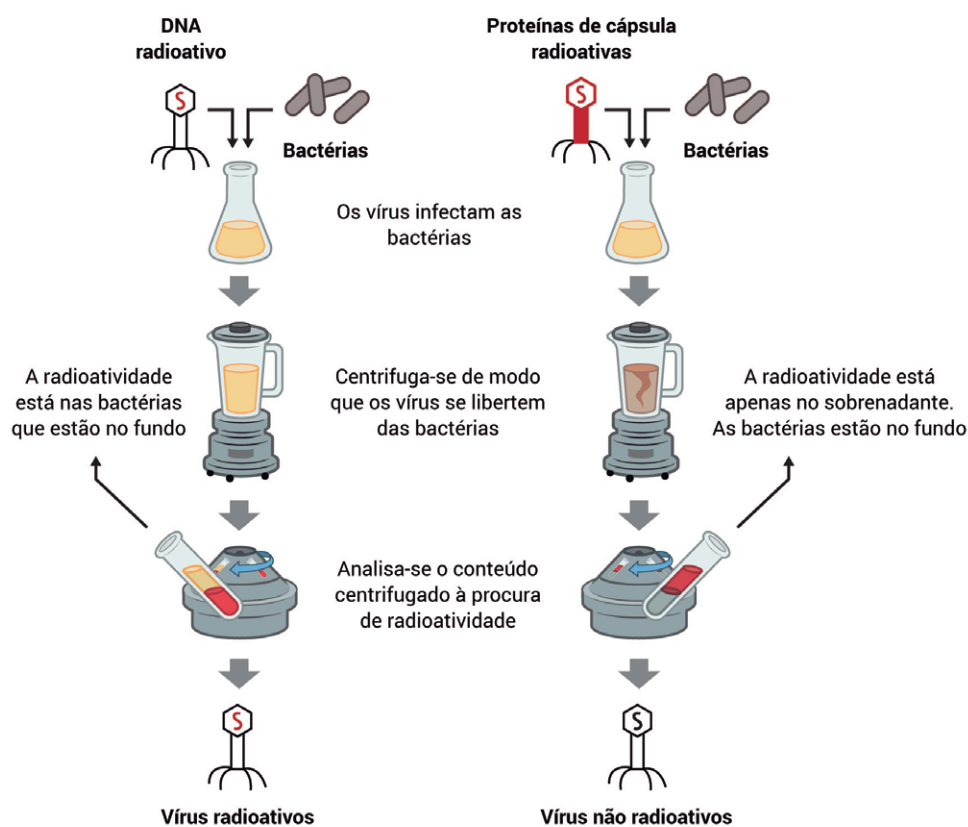 DNA
radioativo
Proteínas de cápsula
radioativas
Bactérias
Bactérias
Os vírus infectam as
bactérias
A radioatividade
está nas bactérias
que estão no fundo
Centrifuga-se de modo
que os vírus se libertem
das bactérias
A radioatividade está
apenas no sobrenadante.
As bactérias estão no fundo
Analisa-se o conteúdo
centrifugado à procura
de radioatividade
Vírus radioativos
Vírus não radioativos